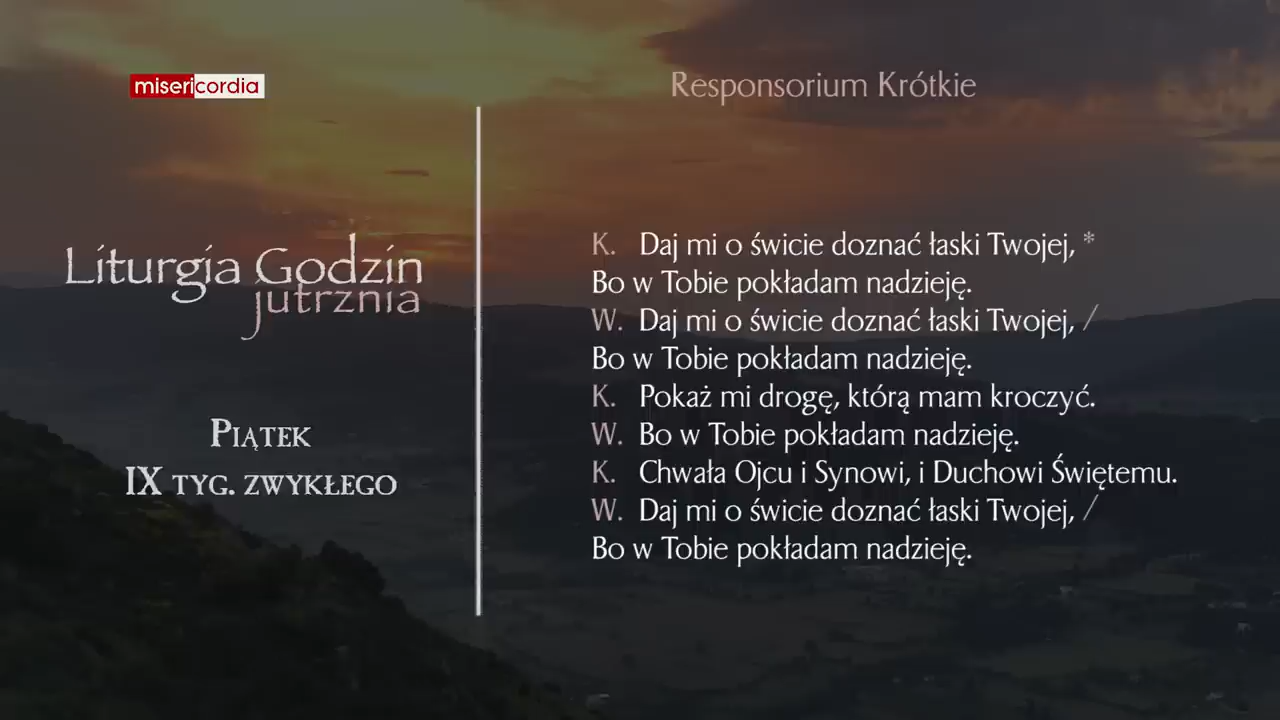 misericordia
Liturgia Godzin
jutrznia
Piątek
IX tyg. zwykłego
Responsorium Krótkie
K. Daj mi o świcie doznać łaski Twojej, *
Bo w Tobie pokładam nadzieję.
W. Daj mi o świcie doznać łaski Twojej, /
Bo w Tobie pokładam nadzieję.
K. Pokaż mi drogę, którą mam kroczyć.
W. Bo w Tobie pokładam nadzieję.
K. Chwała Ojcu i Synowi, i Duchowi Świętemu.
W. Daj mi o świcie doznać łaski Twojej, /
Bo w Tobie pokładam nadzieję.